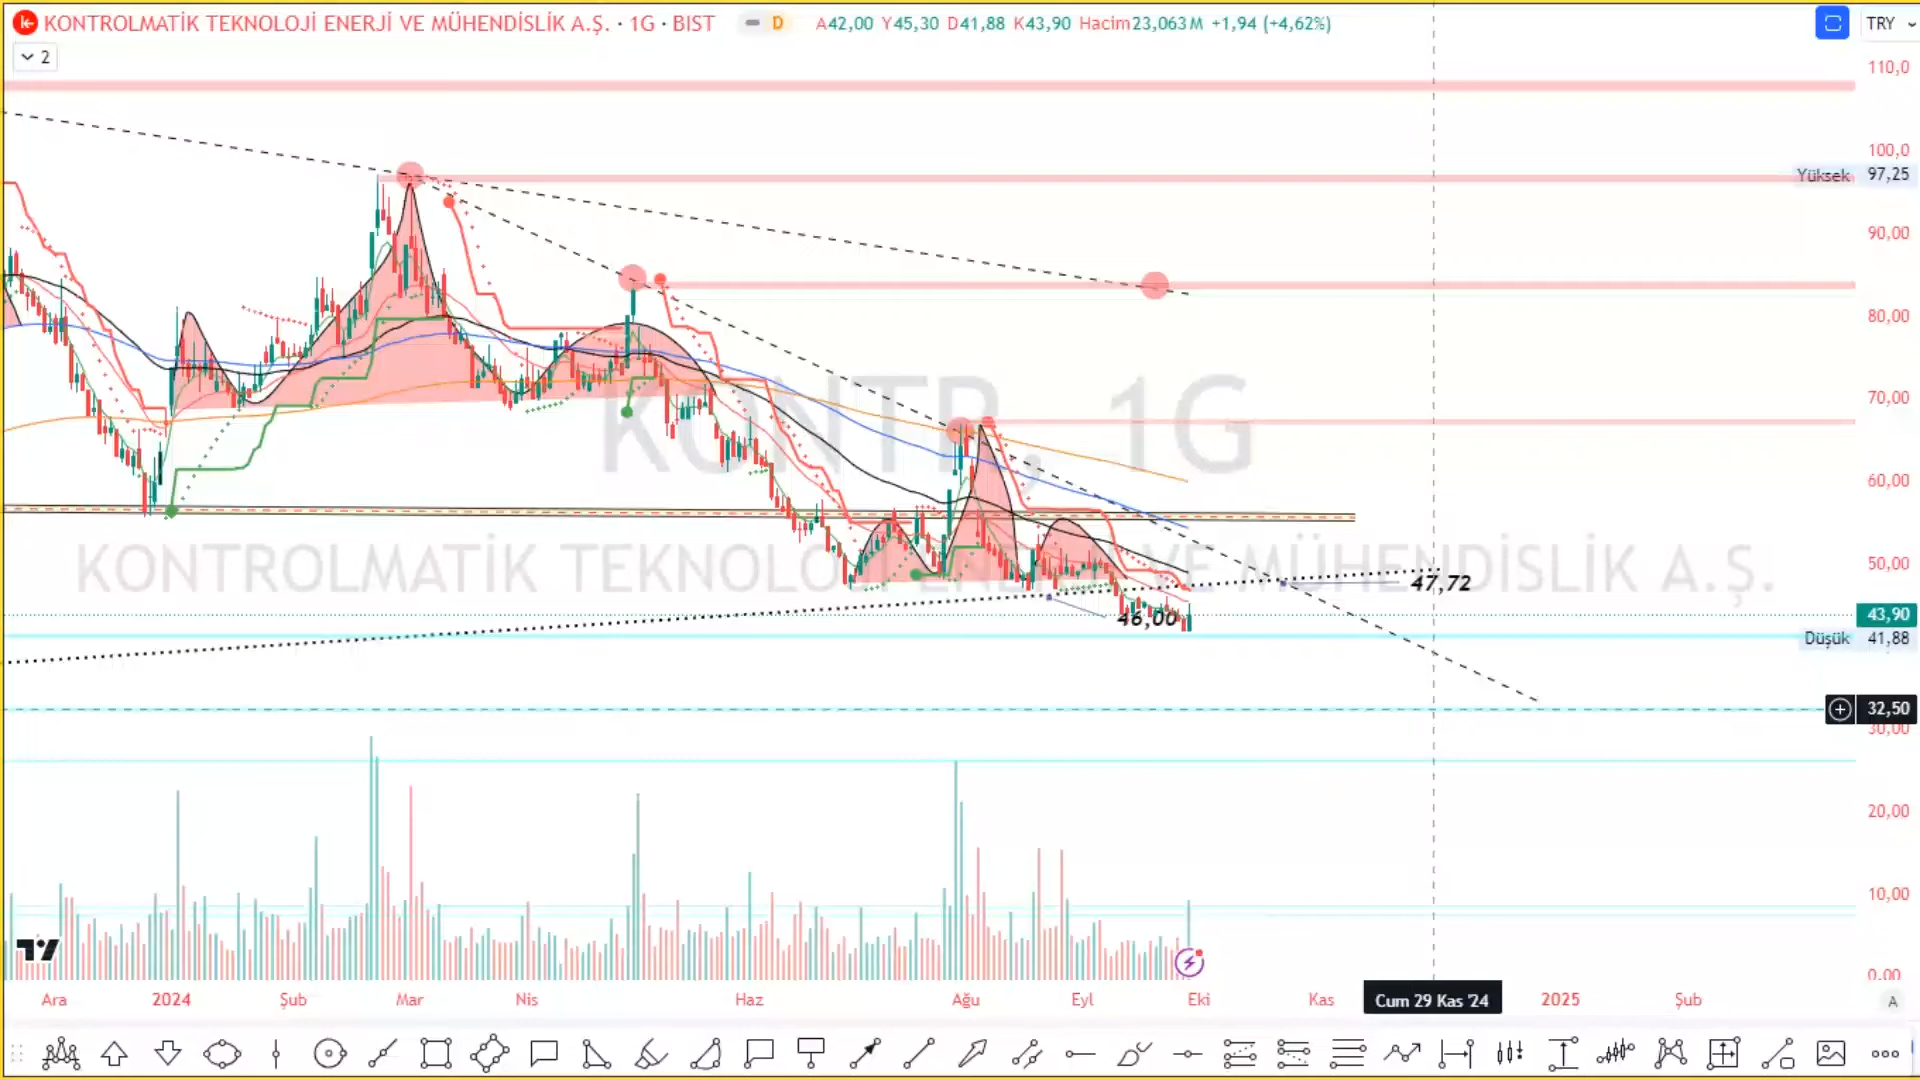 KONTROLMATİK TEKNOLOJİ ENERJİ VE MÜHENDİSLİK A.Ş. · 1G · BIST
D
A42,00 Y45,30 D41,88 K43,90 Hacim23,063M +1,94 (+4,62%)
TRY
2
110,0
100,0
Yüksek 97,25
90,00
80,00
70,00
60,00
50,00
43,90
Düşük 41,88
32,50
30,00
20,00
10,00
0,00
KONTR, 1G
KONTROLMATİK TEKNOLOJİ ENERJİ VE MÜHENDİSLİK A.Ş.
47,72
46,00
Ara 2024 Şub Mar Nis Haz Ağu Eyl Eki Kas Cum 29 Kas '24 2025 Şub
A